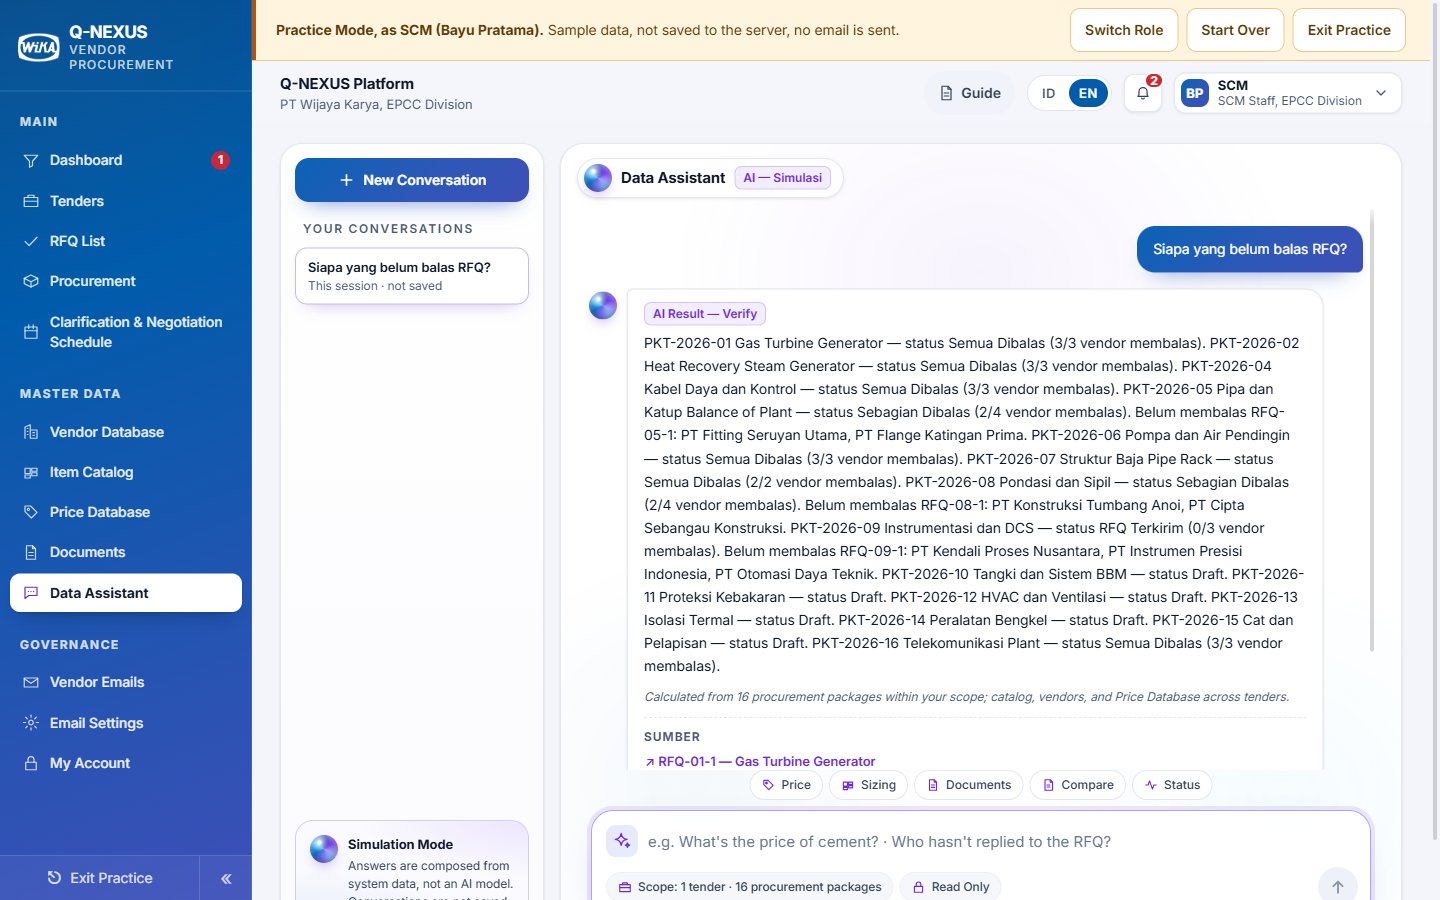 WIKA
Q-NEXUS
VENDOR
PROCUREMENT
MAIN
Dashboard 1
Tenders
RFQ List
Procurement
Clarification & Negotiation
Schedule
MASTER DATA
Vendor Database
Item Catalog
Price Database
Documents
Data Assistant
GOVERNANCE
Vendor Emails
Email Settings
My Account
Exit Practice
Practice Mode, as SCM (Bayu Pratama). Sample data, not saved to the server, no email is sent.
Switch Role
Start Over
Exit Practice
Q-NEXUS Platform
PT Wijaya Karya, EPCC Division
Guide
ID EN
2
BP
SCM
SCM Staff, EPCC Division
New Conversation
YOUR CONVERSATIONS
Siapa yang belum balas RFQ?
This session · not saved
Simulation Mode
Answers are composed from
system data, not an AI model.
Data Assistant AI — Simulasi
Siapa yang belum balas RFQ?
AI Result — Verify
PKT-2026-01 Gas Turbine Generator — status Semua Dibalas (3/3 vendor membalas). PKT-2026-02
Heat Recovery Steam Generator — status Semua Dibalas (3/3 vendor membalas). PKT-2026-04
Kabel Daya dan Kontrol — status Semua Dibalas (3/3 vendor membalas). PKT-2026-05 Pipa dan
Katup Balance of Plant — status Sebagian Dibalas (2/4 vendor membalas). Belum membalas RFQ-
05-1: PT Fitting Seruyan Utama, PT Flange Katingan Prima. PKT-2026-06 Pompa dan Air Pendingin
— status Semua Dibalas (3/3 vendor membalas). PKT-2026-07 Struktur Baja Pipe Rack — status
Semua Dibalas (2/2 vendor membalas). PKT-2026-08 Pondasi dan Sipil — status Sebagian Dibalas
(2/4 vendor membalas). Belum membalas RFQ-08-1: PT Konstruksi Tumbang Anoi, PT Cipta
Sebangau Konstruksi. PKT-2026-09 Instrumentasi dan DCS — status RFQ Terkirim (0/3 vendor
membalas). Belum membalas RFQ-09-1: PT Kendali Proses Nusantara, PT Instrumen Presisi
Indonesia, PT Otomasi Daya Teknik. PKT-2026-10 Tangki dan Sistem BBM — status Draft. PKT-2026-
11 Proteksi Kebakaran — status Draft. PKT-2026-12 HVAC dan Ventilasi — status Draft. PKT-2026-13
Isolasi Termal — status Draft. PKT-2026-14 Peralatan Bengkel — status Draft. PKT-2026-15 Cat dan
Pelapisan — status Draft. PKT-2026-16 Telekomunikasi Plant — status Semua Dibalas (3/3 vendor
membalas).
Calculated from 16 procurement packages within your scope; catalog, vendors, and Price Database across tenders.
SUMBER
RFQ-01-1 — Gas Turbine Generator
Price
Sizing
Documents
Compare
Status
e.g. What's the price of cement? · Who hasn't replied to the RFQ?
Scope: 1 tender · 16 procurement packages
Read Only